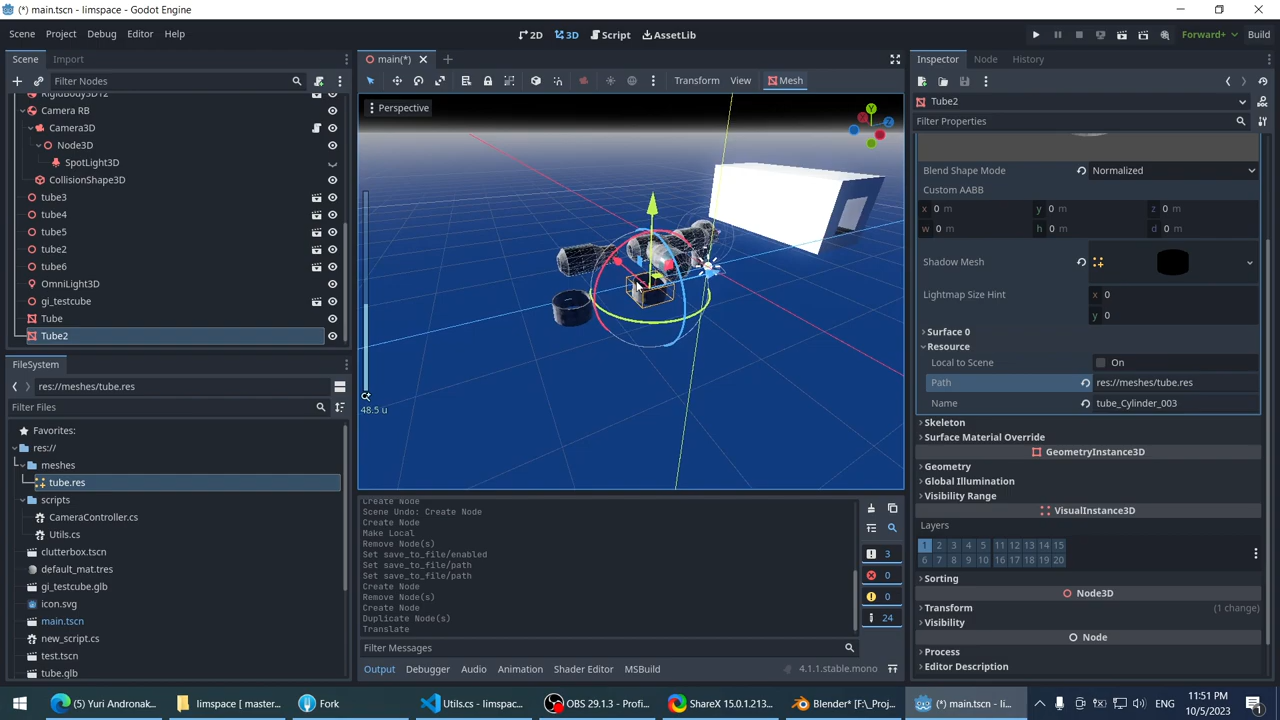 (*) main.tscn - limspace - Godot Engine
Scene Project Debug Editor Help
2D 3D Script AssetLib
Forward+ Build
Scene Import
Filter Nodes
RigidBody3D12
Camera RB
Camera3D
Node3D
SpotLight3D
CollisionShape3D
tube3
tube4
tube5
tube2
tube6
OmniLight3D
gi_testcube
Tube
Tube2
FileSystem
res://meshes/tube.res
Filter Files
Favorites:
res://
meshes
tube.res
scripts
CameraController.cs
Utils.cs
clutterbox.tscn
default_mat.tres
gi_testcube.glb
icon.svg
main.tscn
new_script.cs
test.tscn
tube.glb
main(*)
Transform View Mesh
Perspective
Y
X
Z
48.5 u
Create Node
Scene Undo: Create Node
Create Node
Make Local
Remove Node(s)
Set save_to_file/enabled
Set save_to_file/path
Set save_to_file/path
Create Node
Remove Node(s)
Create Node
Duplicate Node(s)
Translate
3
0
0
24
Filter Messages
Output Debugger Audio Animation Shader Editor MSBuild
4.1.1.stable.mono
Inspector Node History
Tube2
Filter Properties
Blend Shape Mode Normalized
Custom AABB
x 0 m y 0 m z 0 m
w 0 m h 0 m d 0 m
Shadow Mesh
Lightmap Size Hint x 0
y 0
Surface 0
Resource
Local to Scene On
Path res://meshes/tube.res
Name tube_Cylinder_003
Skeleton
Surface Material Override
GeometryInstance3D
Geometry
Global Illumination
Visibility Range
VisualInstance3D
Layers
1 2 3 4 5 11 12 13 14 15
6 7 8 9 10 16 17 18 19 20
Sorting
Node3D
Transform (1 change)
Visibility
Node
Process
Editor Description
(5) Yuri Andronak...
limspace [ master...
Fork
Utils.cs - limspace...
OBS 29.1.3 - Profi...
ShareX 15.0.1.213...
Blender* [F:\_Proj...
(*) main.tscn - li...
ENG
11:51 PM
10/5/2023
1